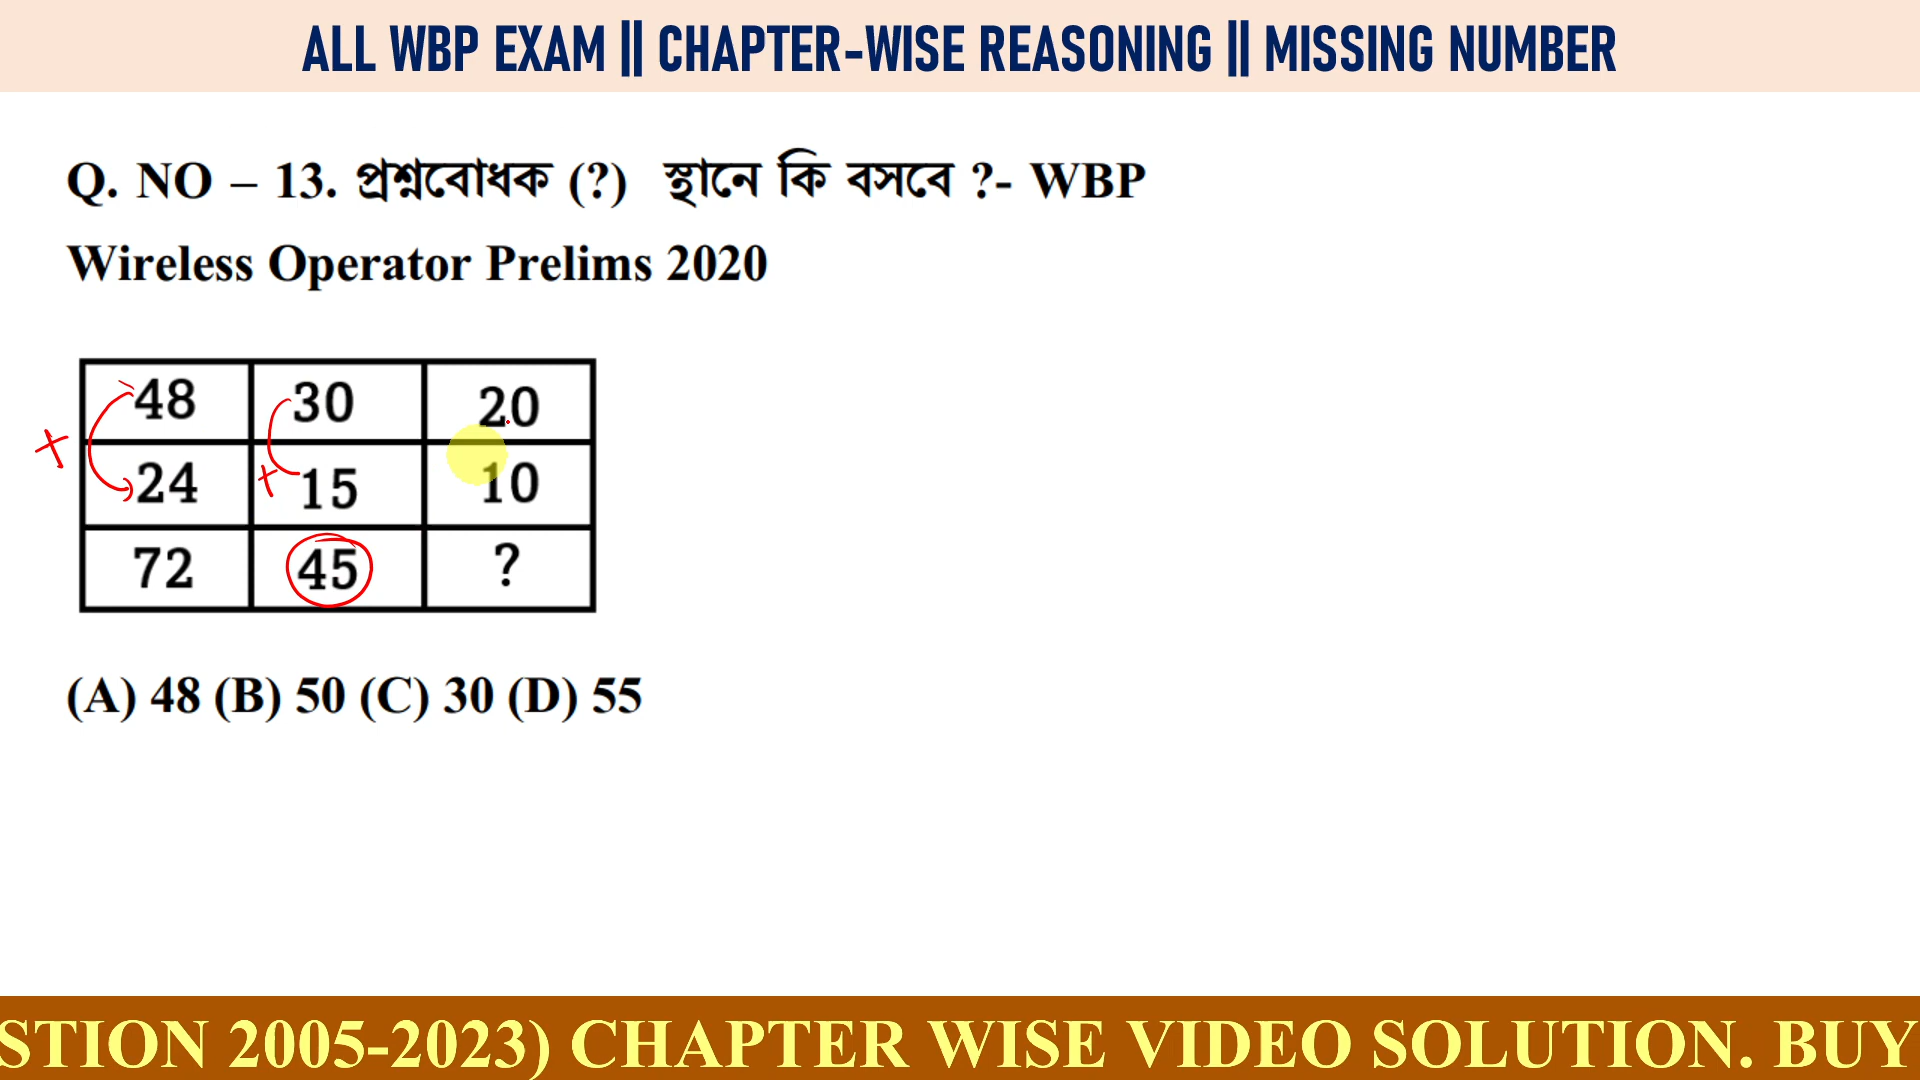 ALL WBP EXAM || CHAPTER-WISE REASONING || MISSING NUMBER
Q. NO – 13. প্রশ্নবোধক (?) স্থানে কি বসবে ?- WBP
Wireless Operator Prelims 2020
48 30 20
+
24 + 15 10
72 45 ?
(A) 48 (B) 50 (C) 30 (D) 55
STION 2005-2023) CHAPTER WISE VIDEO SOLUTION. BUY